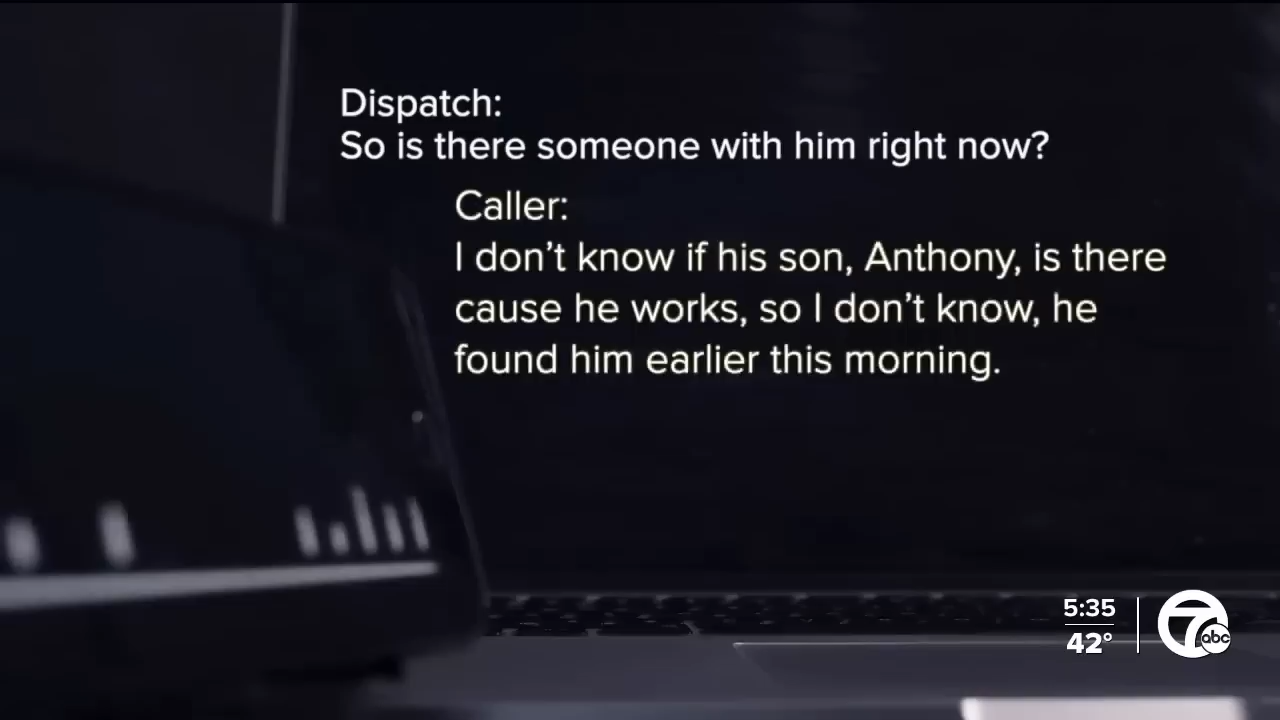 Dispatch:
So is there someone with him right now?
Caller:
I don’t know if his son, Anthony, is there
cause he works, so I don’t know, he
found him earlier this morning.
5:35
42°
7
abc